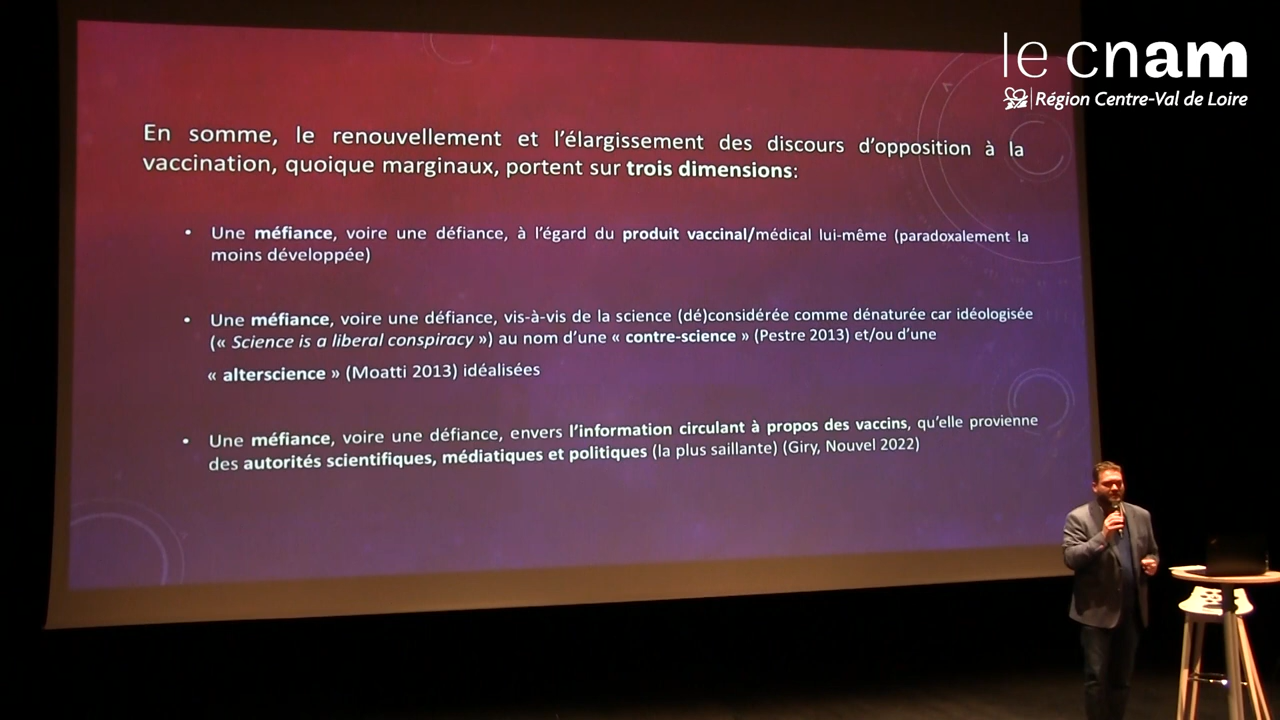 le cnam
Région Centre-Val de Loire
En somme, le renouvellement et l'élargissement des discours d'opposition à la
vaccination, quoique marginaux, portent sur trois dimensions:
• Une méfiance, voire une défiance, à l'égard du produit vaccinal/médical lui-même (paradoxalement la
moins développée)
• Une méfiance, voire une défiance, vis-à-vis de la science (dé)considérée comme dénaturée car idéologisée
(« Science is a liberal conspiracy ») au nom d'une « contre-science » (Pestre 2013) et/ou d'une
« alterscience » (Moatti 2013) idéalisées
• Une méfiance, voire une défiance, envers l'information circulant à propos des vaccins, qu'elle provienne
des autorités scientifiques, médiatiques et politiques (la plus saillante) (Giry, Nouvel 2022)